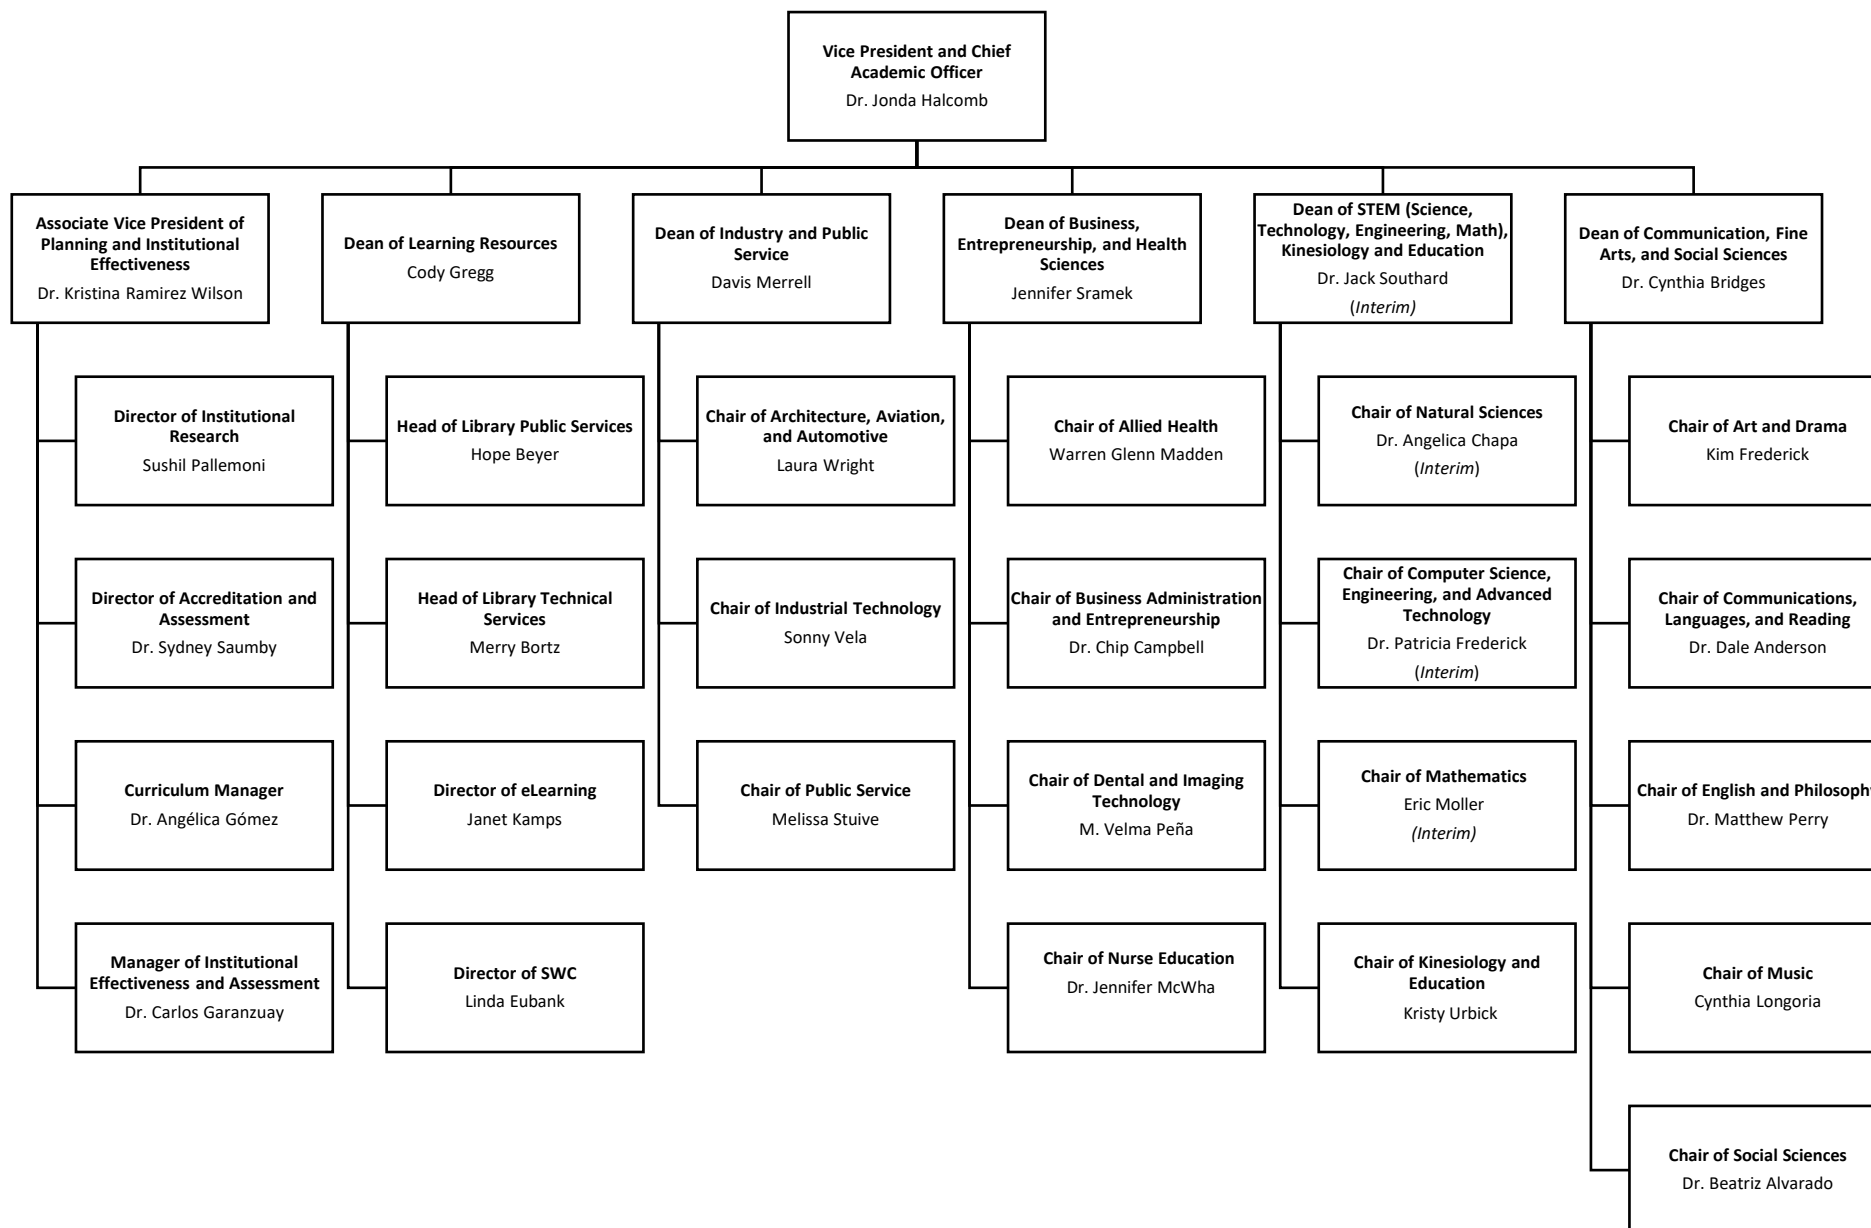 Vice President and Chief
Academic Officer
Dr. Jonda Halcomb
Associate Vice President of
Planning and Institutional
Effectiveness
Dr. Kristina Ramirez Wilson
Dean of Learning Resources
Cody Gregg
Dean of Industry and Public
Service
Davis Merrell
Dean of Business,
Entrepreneurship, and Health
Sciences
Jennifer Sramek
Dean of STEM (Science,
Technology, Engineering, Math),
Kinesiology and Education
Dr. Jack Southard
(Interim)
Dean of Communication, Fine
Arts, and Social Sciences
Dr. Cynthia Bridges
Director of Institutional
Research
Sushil Pallemoni
Head of Library Public Services
Hope Beyer
Chair of Architecture, Aviation,
and Automotive
Laura Wright
Chair of Allied Health
Warren Glenn Madden
Chair of Natural Sciences
Dr. Angelica Chapa
(Interim)
Chair of Art and Drama
Kim Frederick
Director of Accreditation and
Assessment
Dr. Sydney Saumby
Head of Library Technical
Services
Merry Bortz
Chair of Industrial Technology
Sonny Vela
Chair of Business Administration
and Entrepreneurship
Dr. Chip Campbell
Chair of Computer Science,
Engineering, and Advanced
Technology
Dr. Patricia Frederick
(Interim)
Chair of Communications,
Languages, and Reading
Dr. Dale Anderson
Curriculum Manager
Dr. Angélica Gómez
Director of eLearning
Janet Kamps
Chair of Public Service
Melissa Stuive
Chair of Dental and Imaging
Technology
M. Velma Peña
Chair of Mathematics
Eric Moller
(Interim)
Chair of English and Philosophy
Dr. Matthew Perry
Manager of Institutional
Effectiveness and Assessment
Dr. Carlos Garanzuay
Director of SWC
Linda Eubank
Chair of Nurse Education
Dr. Jennifer McWha
Chair of Kinesiology and
Education
Kristy Urbick
Chair of Music
Cynthia Longoria
Chair of Social Sciences
Dr. Beatriz Alvarado